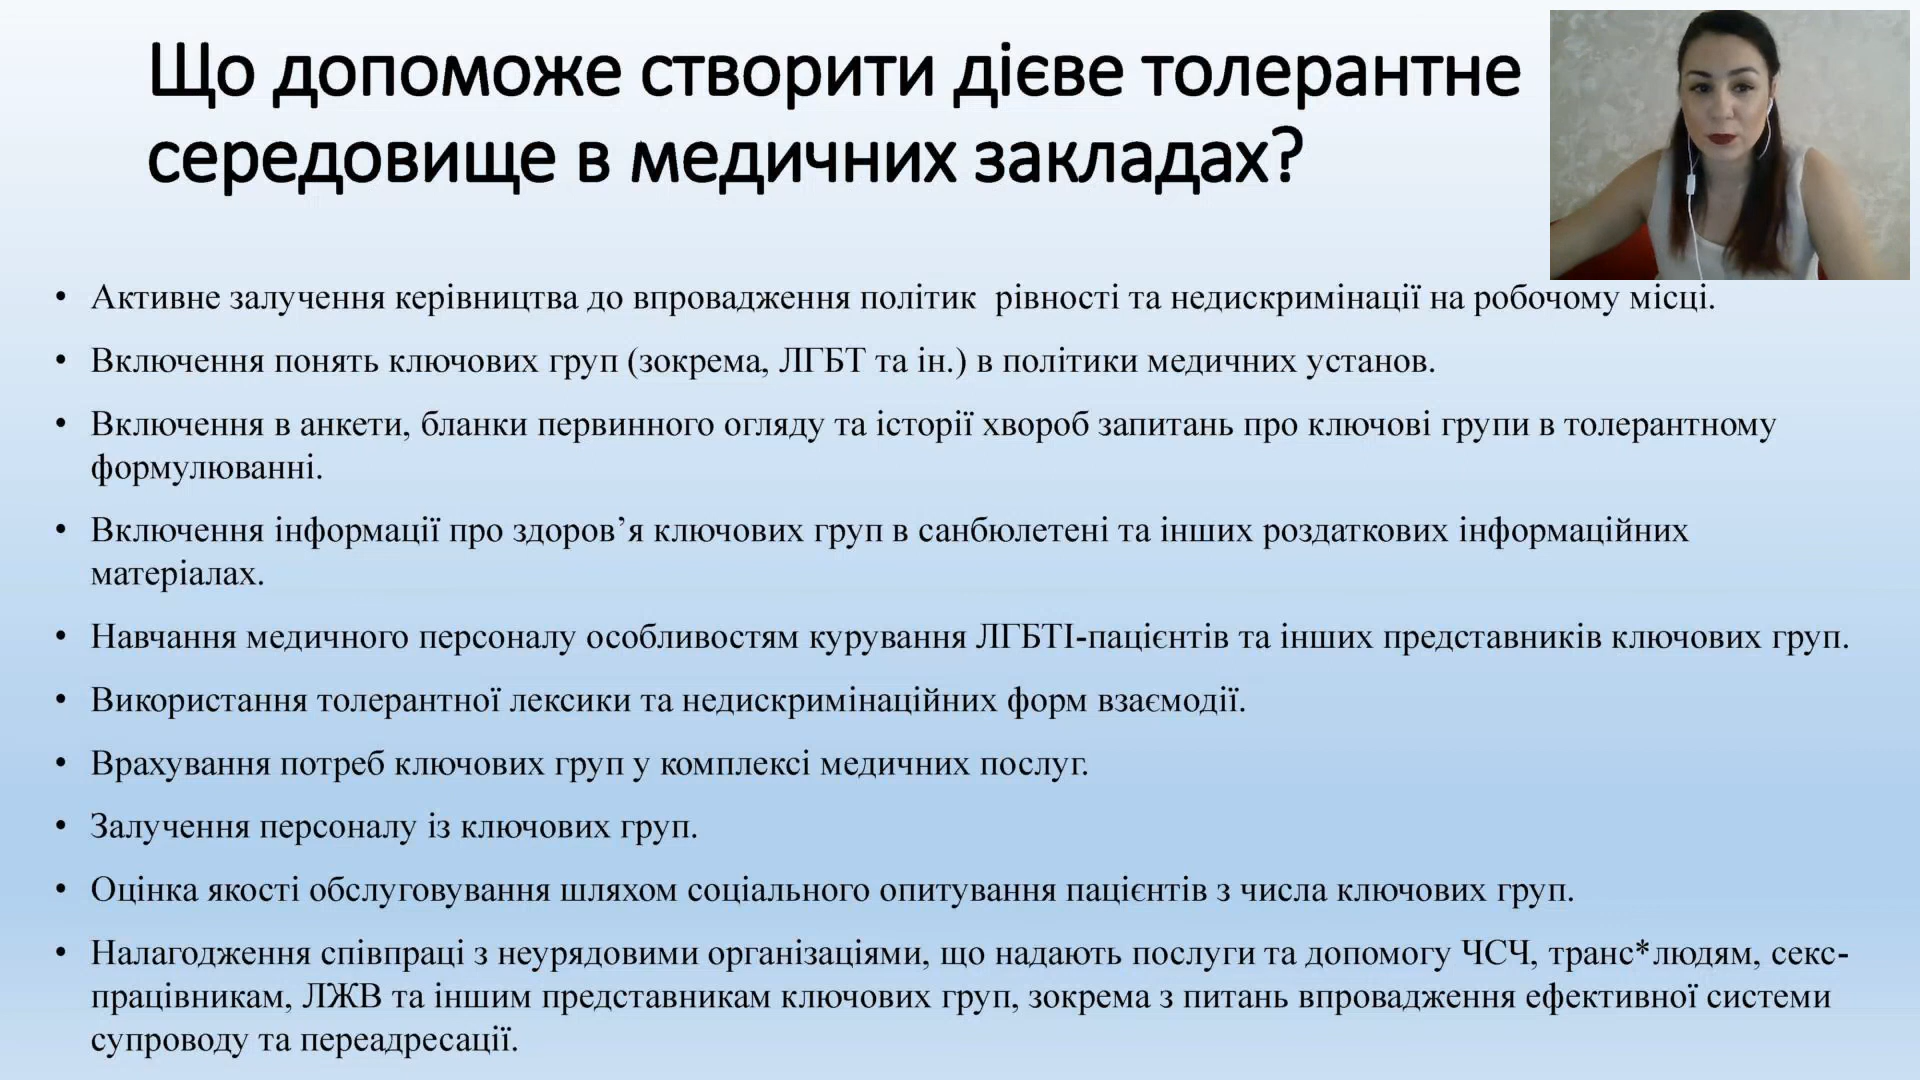 Що допоможе створити дієве толерантне
середовище в медичних закладах?
• Активне залучення керівництва до впровадження політик  рівності та недискримінації на робочому місці.
• Включення понять ключових груп (зокрема, ЛГБТ та ін.) в політики медичних установ.
• Включення в анкети, бланки первинного огляду та історії хвороб запитань про ключові групи в толерантному
формулюванні.
• Включення інформації про здоров’я ключових груп в санбюлетені та інших роздаткових інформаційних
матеріалах.
• Навчання медичного персоналу особливостям курування ЛГБТІ-пацієнтів та інших представників ключових груп.
• Використання толерантної лексики та недискримінаційних форм взаємодії.
• Врахування потреб ключових груп у комплексі медичних послуг.
• Залучення персоналу із ключових груп.
• Оцінка якості обслуговування шляхом соціального опитування пацієнтів з числа ключових груп.
• Налагодження співпраці з неурядовими організаціями, що надають послуги та допомогу ЧСЧ, транс*людям, секс-
працівникам, ЛЖВ та іншим представникам ключових груп, зокрема з питань впровадження ефективної системи
супроводу та переадресації.